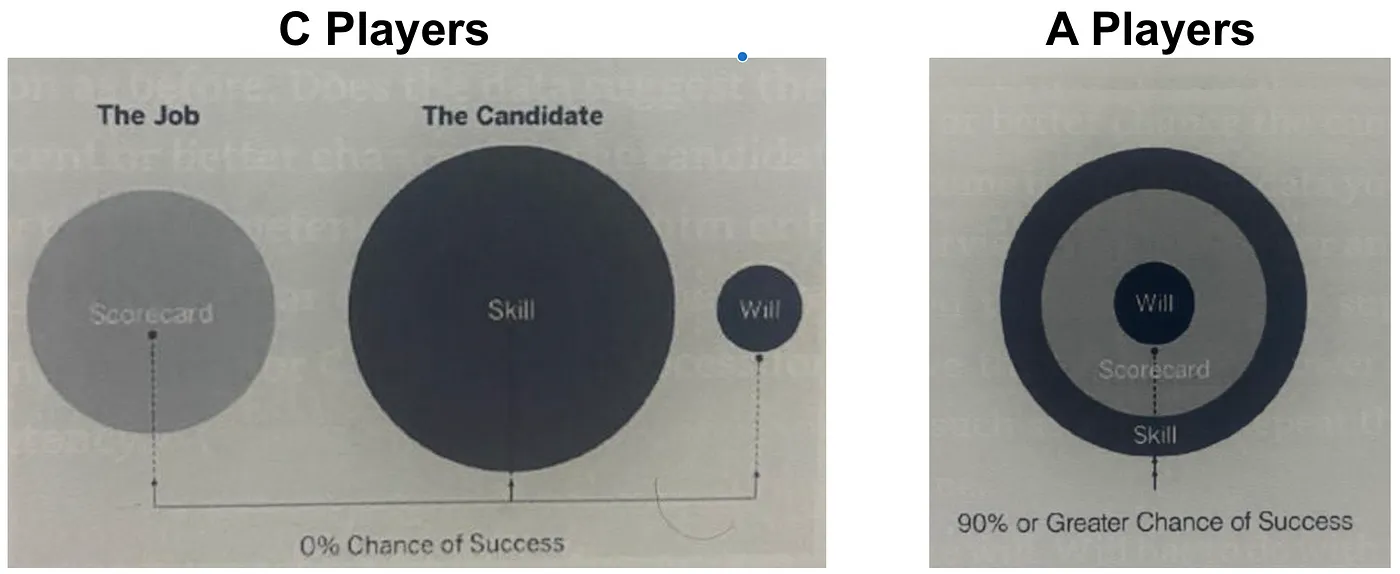 C Players
The Job
The Candidate
Scorecard
Skill
Will
0% Chance of Success
A Players
Will
Scorecard
Skill
90% or Greater Chance of Success